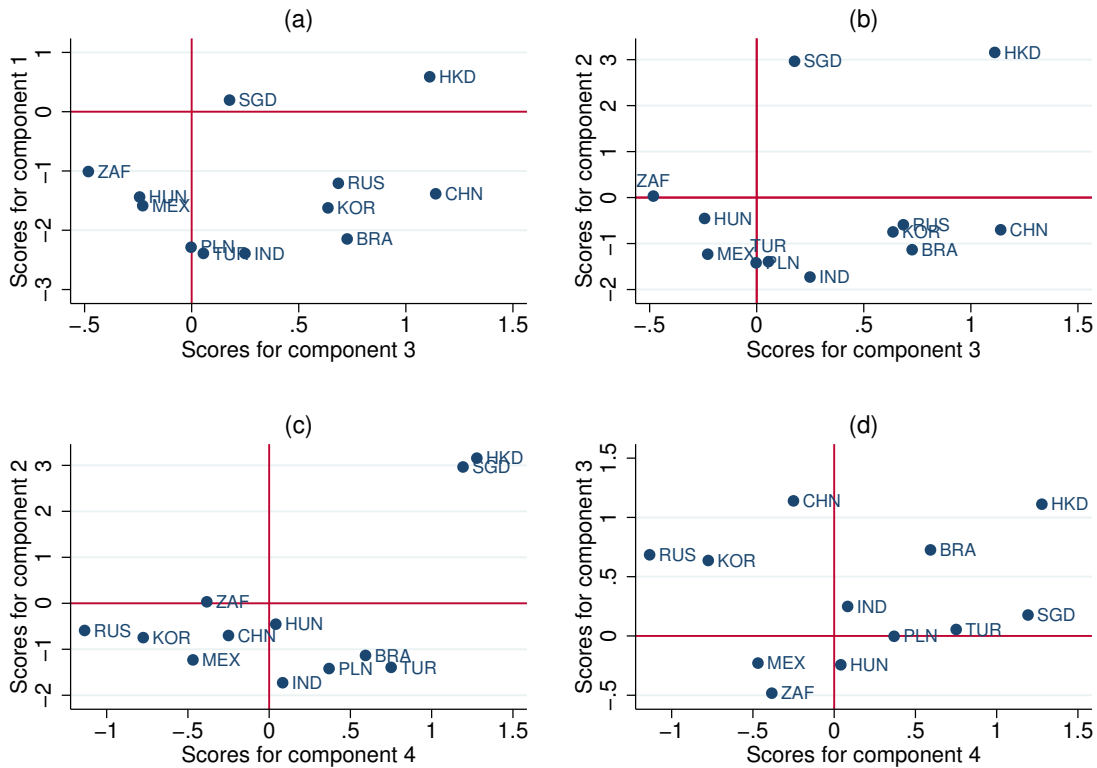 (a)
Scores for component 1
1
0
−1
−2
−3
HKD
SGD
ZAF
RUS
HUN
CHN
MEX
KOR
BRA
PLN
TUR
IND
−.5
0
.5
1
1.5
Scores for component 3
(b)
Scores for component 2
3
2
1
0
−1
−2
HKD
SGD
ZAF
HUN
RUS
CHN
KOR
TUR
BRA
MEX
PLN
IND
−.5
0
.5
1
1.5
Scores for component 3
(c)
Scores for component 2
3
2
1
0
−1
−2
HKD
SGD
ZAF
HUN
RUS
CHN
KOR
BRA
MEX
PLN
TUR
IND
−1
−.5
0
.5
1
1.5
Scores for component 4
(d)
Scores for component 3
1.5
1
.5
0
−.5
CHN
HKD
BRA
RUS
KOR
IND
SGD
TUR
PLN
MEX
HUN
ZAF
−1
−.5
0
.5
1
1.5
Scores for component 4